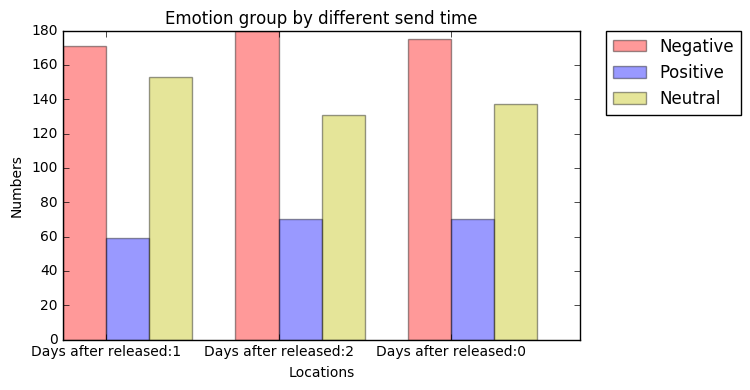 Emotion group by different send time
Negative
Positive
Neutral
Numbers
180
160
140
120
100
80
60
40
20
0
Days after released:1 Days after released:2 Days after released:0
Locations